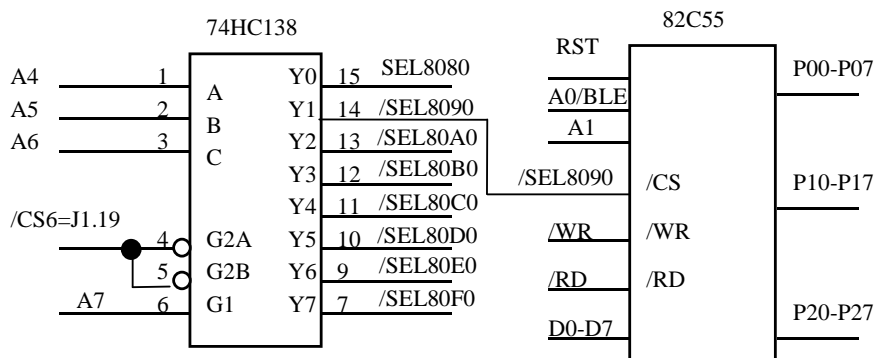 74HC138
82C55
A4 1 A Y0 15 SEL8080
A5 2 B Y1 14 /SEL8090
A6 3 C Y2 13 /SEL80A0
Y3 12 /SEL80B0
Y4 11 /SEL80C0
/CS6=J1.19 4 G2A Y5 10 /SEL80D0
5 G2B Y6 9 /SEL80E0
A7 6 G1 Y7 7 /SEL80F0
RST
P00-P07
A0/BLE
A1
/SEL8090 /CS P10-P17
/WR /WR
/RD /RD
D0-D7 P20-P27